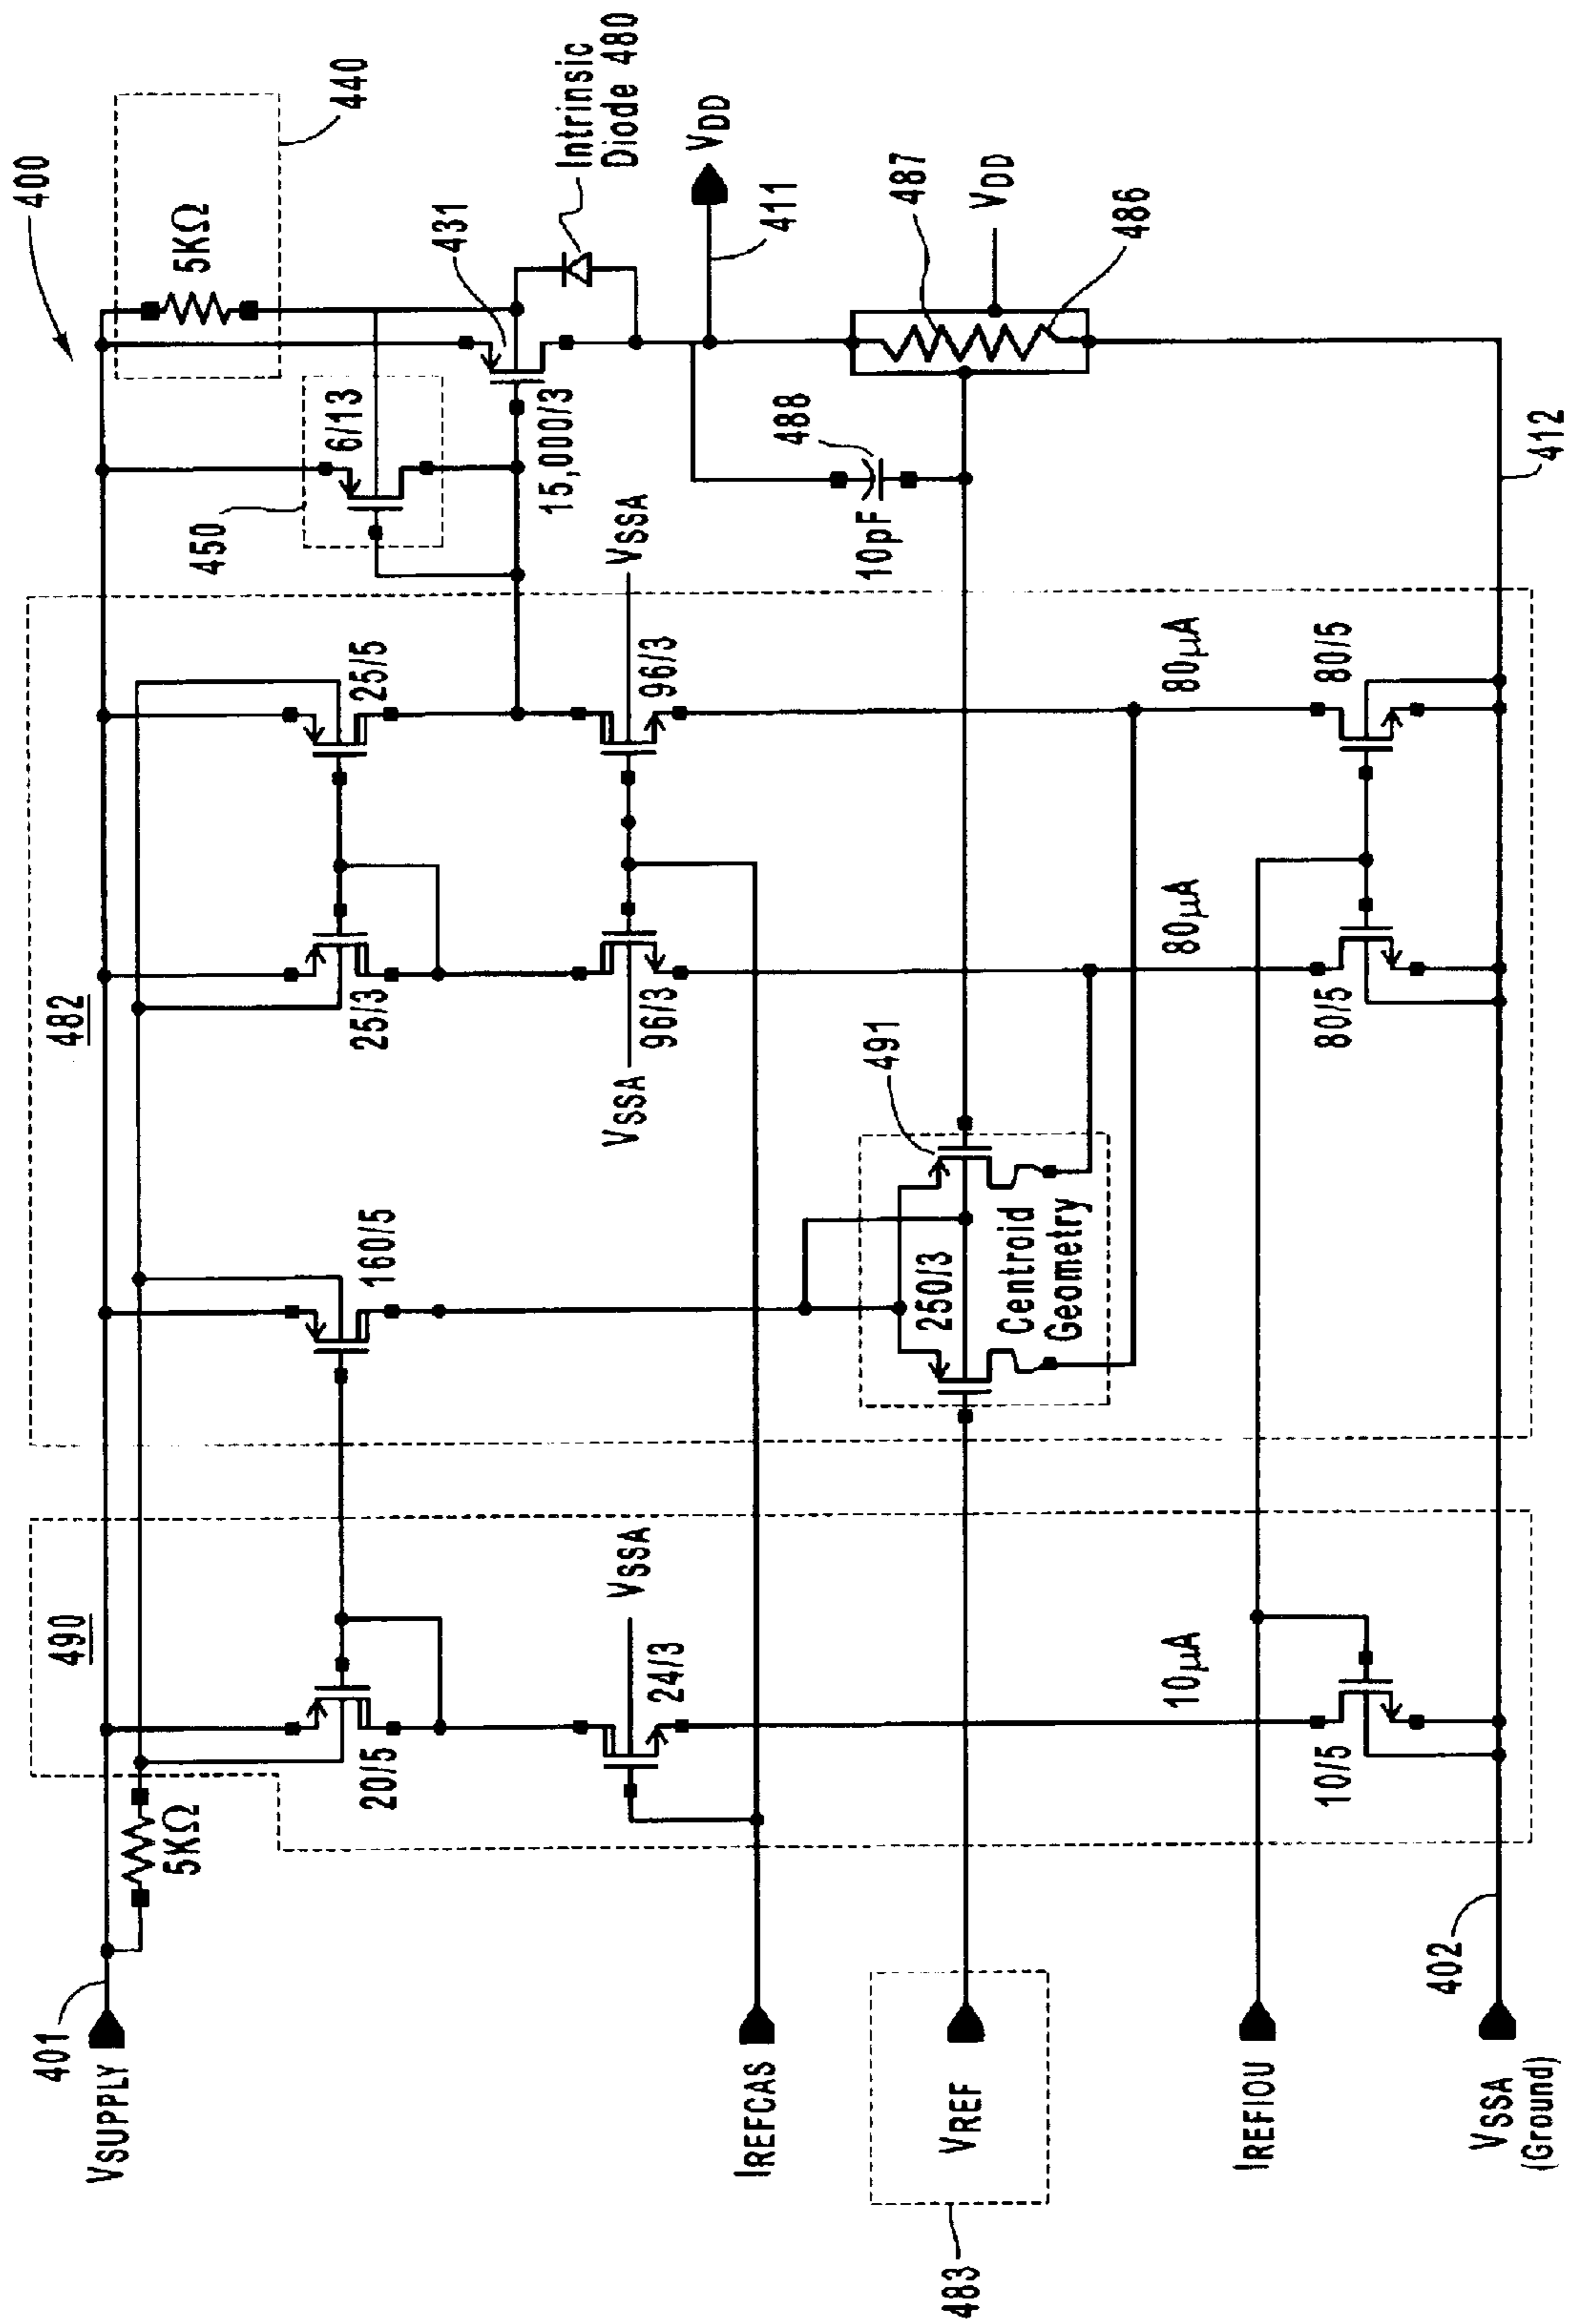 400
440
5KΩ
431
Intrinsic
Diode 480
VDD
411
450
6/13
15,000/3
487
VDD
486
488
10pF
412
482
25/3
25/5
VSSA
96/3
VSSA
96/3
160/5
491
250/3
Centroid
Geometry
80μA
80μA
80/5
80/5
490
20/5
VSSA
24/3
10μA
10/5
5KΩ
401
VSUPPLY
IREFCAS
VREF
483
IREFIOU
402
VSSA
(Ground)